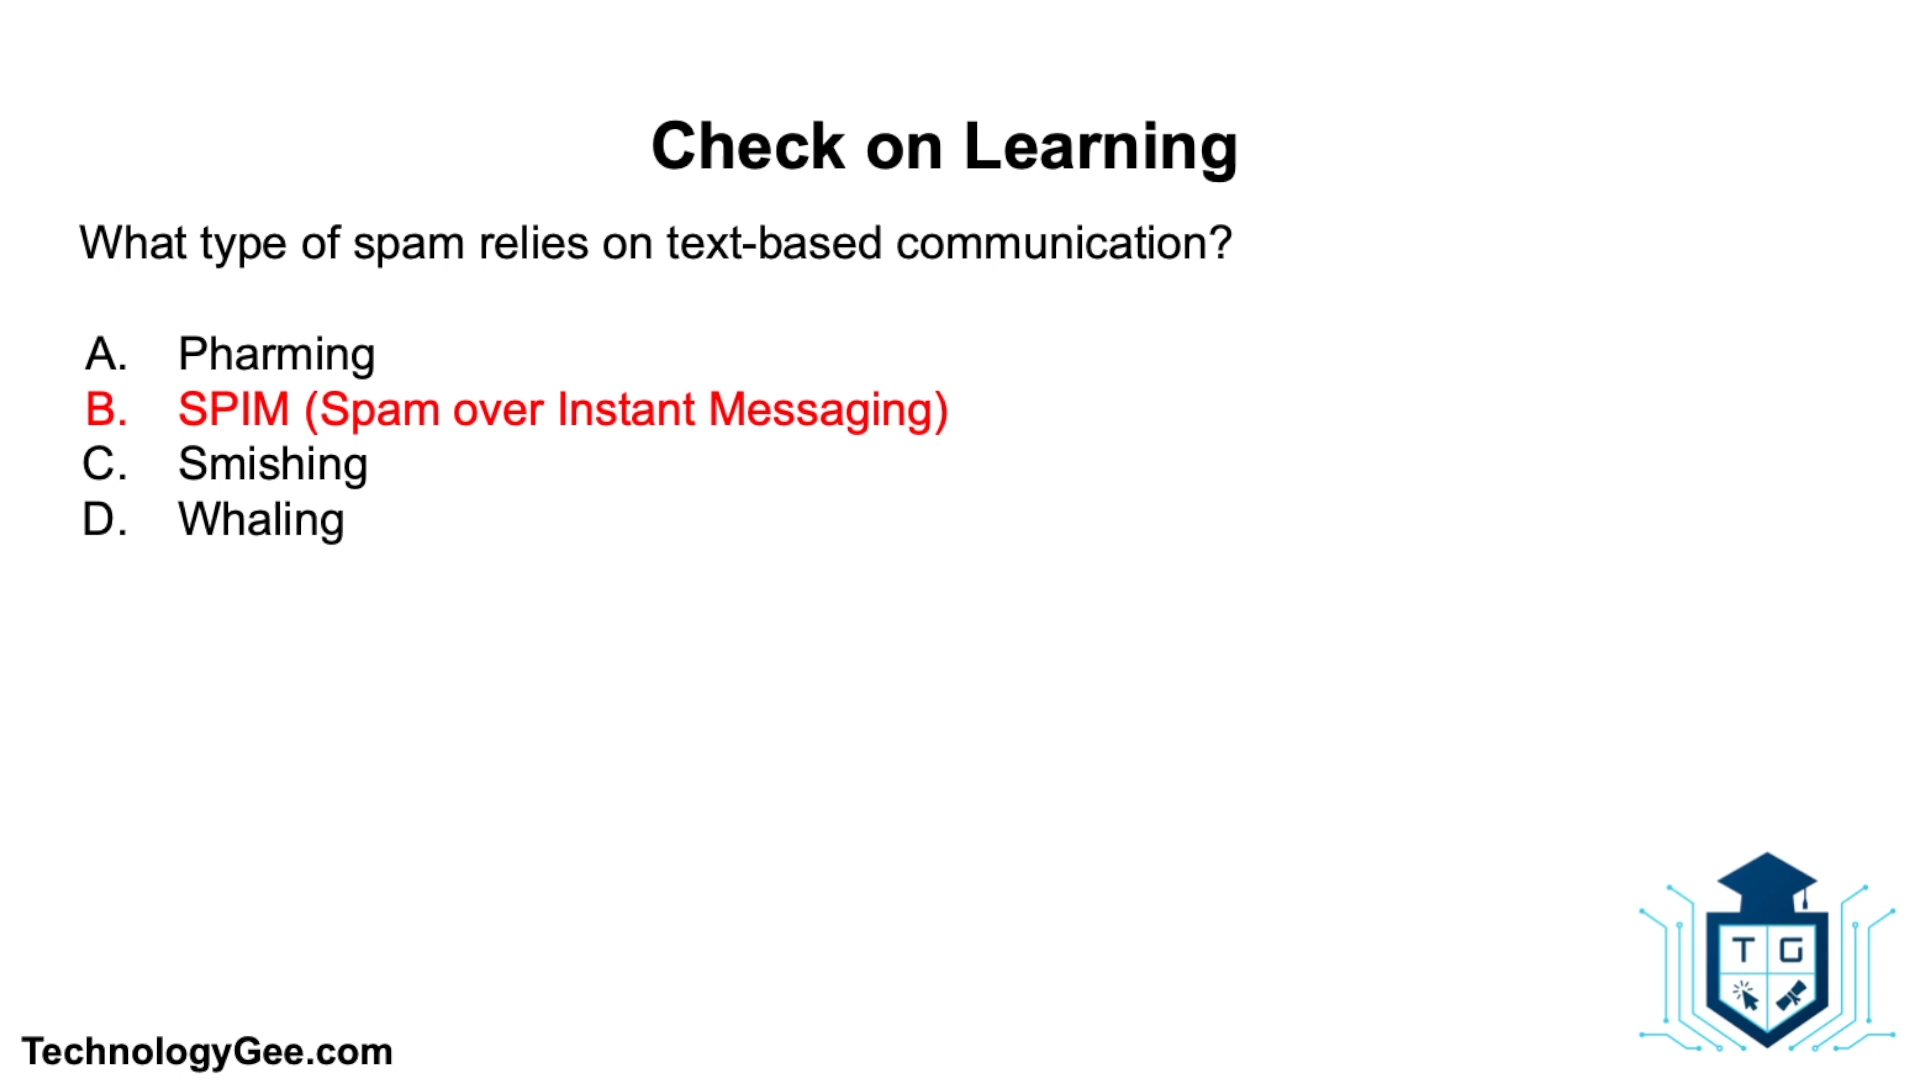 Check on Learning
What type of spam relies on text-based communication?
A. Pharming
B. SPIM (Spam over Instant Messaging)
C. Smishing
D. Whaling
T G
TechnologyGee.com